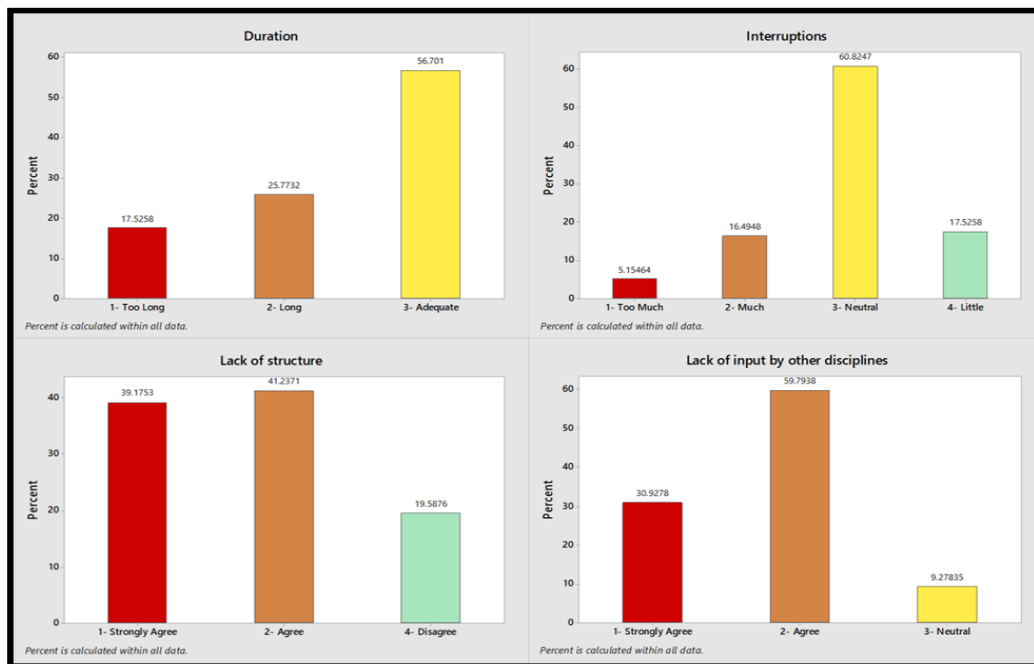 Duration
Percent
60
50
40
30
20
10
0
17.5258
25.7732
56.701
1- Too Long
2- Long
3- Adequate
Percent is calculated within all data.
Interruptions
Percent
60
50
40
30
20
10
0
5.15464
16.4948
60.8247
17.5258
1- Too Much
2- Much
3- Neutral
4- Little
Percent is calculated within all data.
Lack of structure
Percent
40
30
20
10
0
39.1753
41.2371
19.5876
1- Strongly Agree
2- Agree
4- Disagree
Percent is calculated within all data.
Lack of input by other disciplines
Percent
60
50
40
30
20
10
0
30.9278
59.7938
9.27835
1- Strongly Agree
2- Agree
3- Neutral
Percent is calculated within all data.